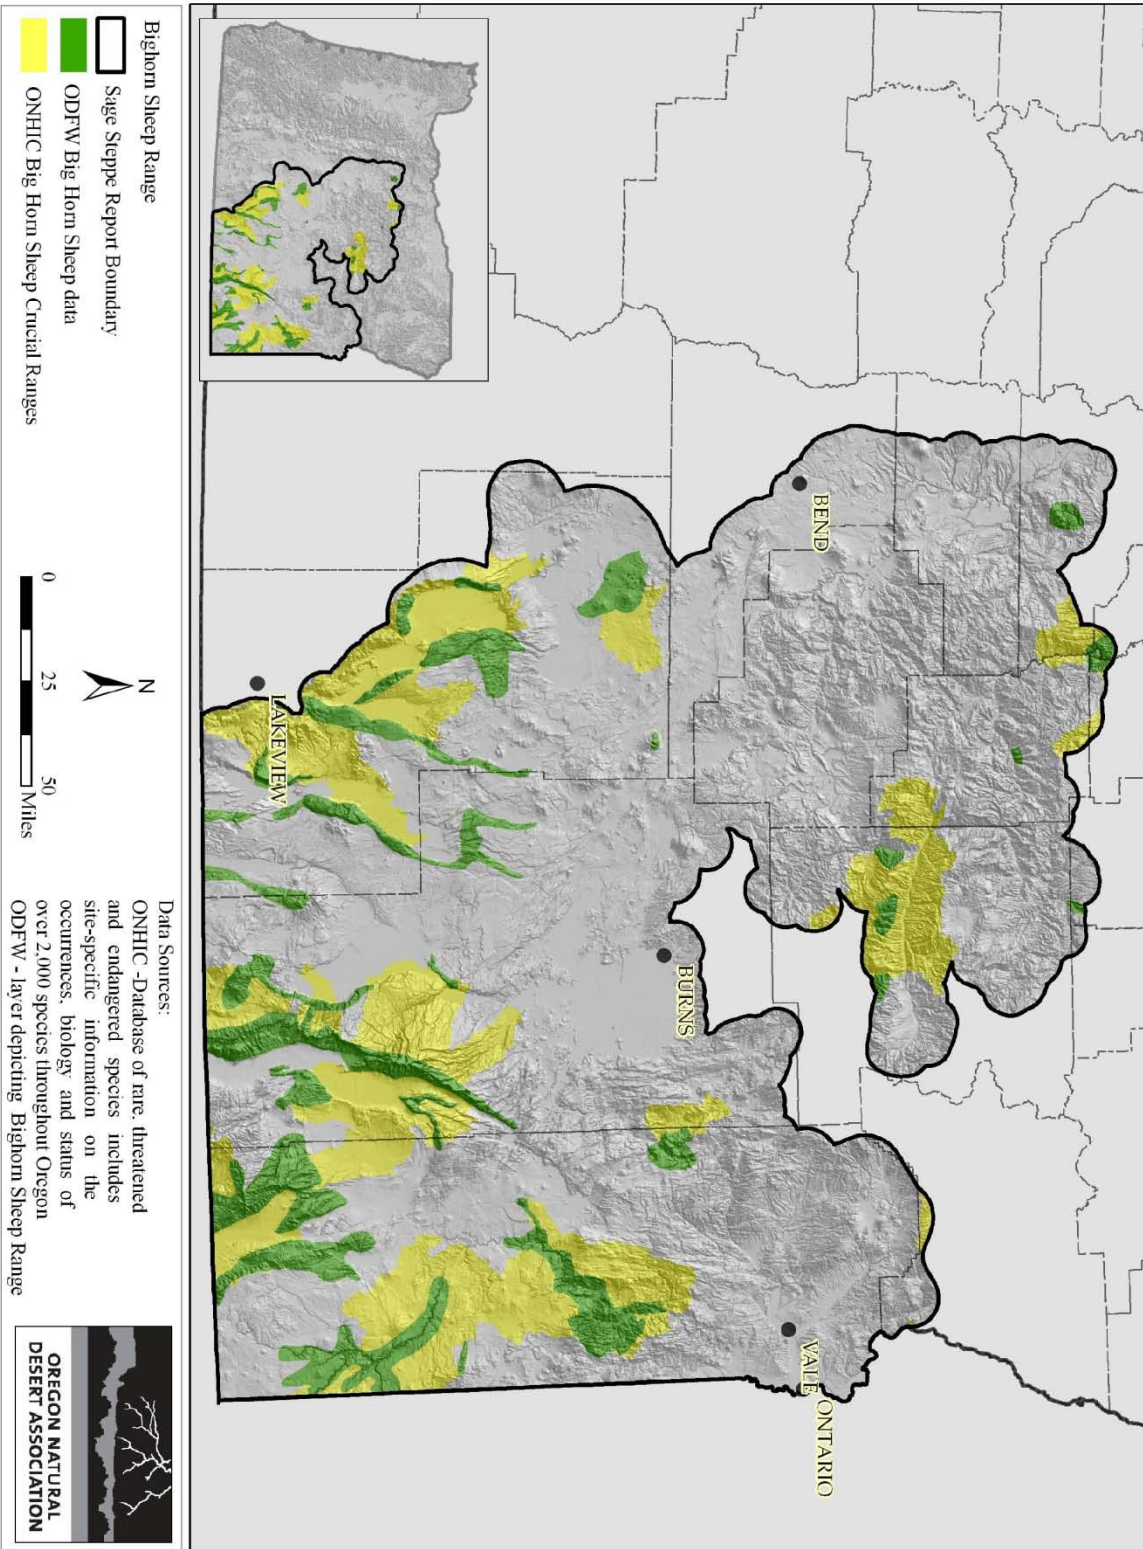 BEND
BURNS
VALE
ONTARIO
LAKEVIEW
Bighorn Sheep Range
Sage Steppe Report Boundary
ODFW Big Horn Sheep data
ONHIC Big Horn Sheep Crucial Ranges
N
0 25 50
Miles
Data Sources:
ONHIC -Database of rare, threatened
and endangered species includes
site-specific information on the
occurrences, biology and status of
over 2,000 species throughout Oregon
ODFW - layer depicting Bighorn Sheep Range
OREGON NATURAL
DESERT ASSOCIATION